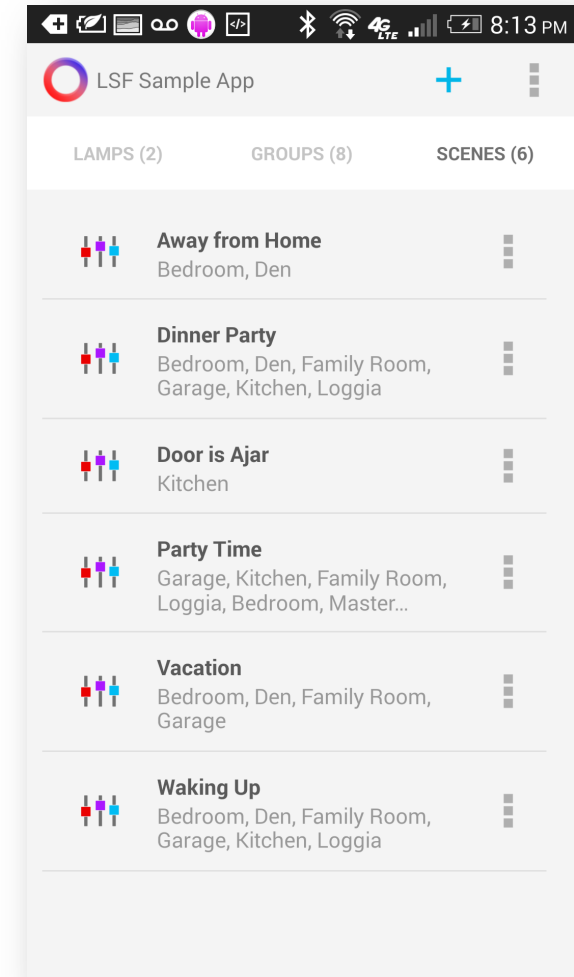 4G LTE 8:13 PM
LSF Sample App
LAMPS (2) GROUPS (8) SCENES (6)
Away from Home
Bedroom, Den
Dinner Party
Bedroom, Den, Family Room,
Garage, Kitchen, Loggia
Door is Ajar
Kitchen
Party Time
Garage, Kitchen, Family Room,
Loggia, Bedroom, Master...
Vacation
Bedroom, Den, Family Room,
Garage
Waking Up
Bedroom, Den, Family Room,
Garage, Kitchen, Loggia